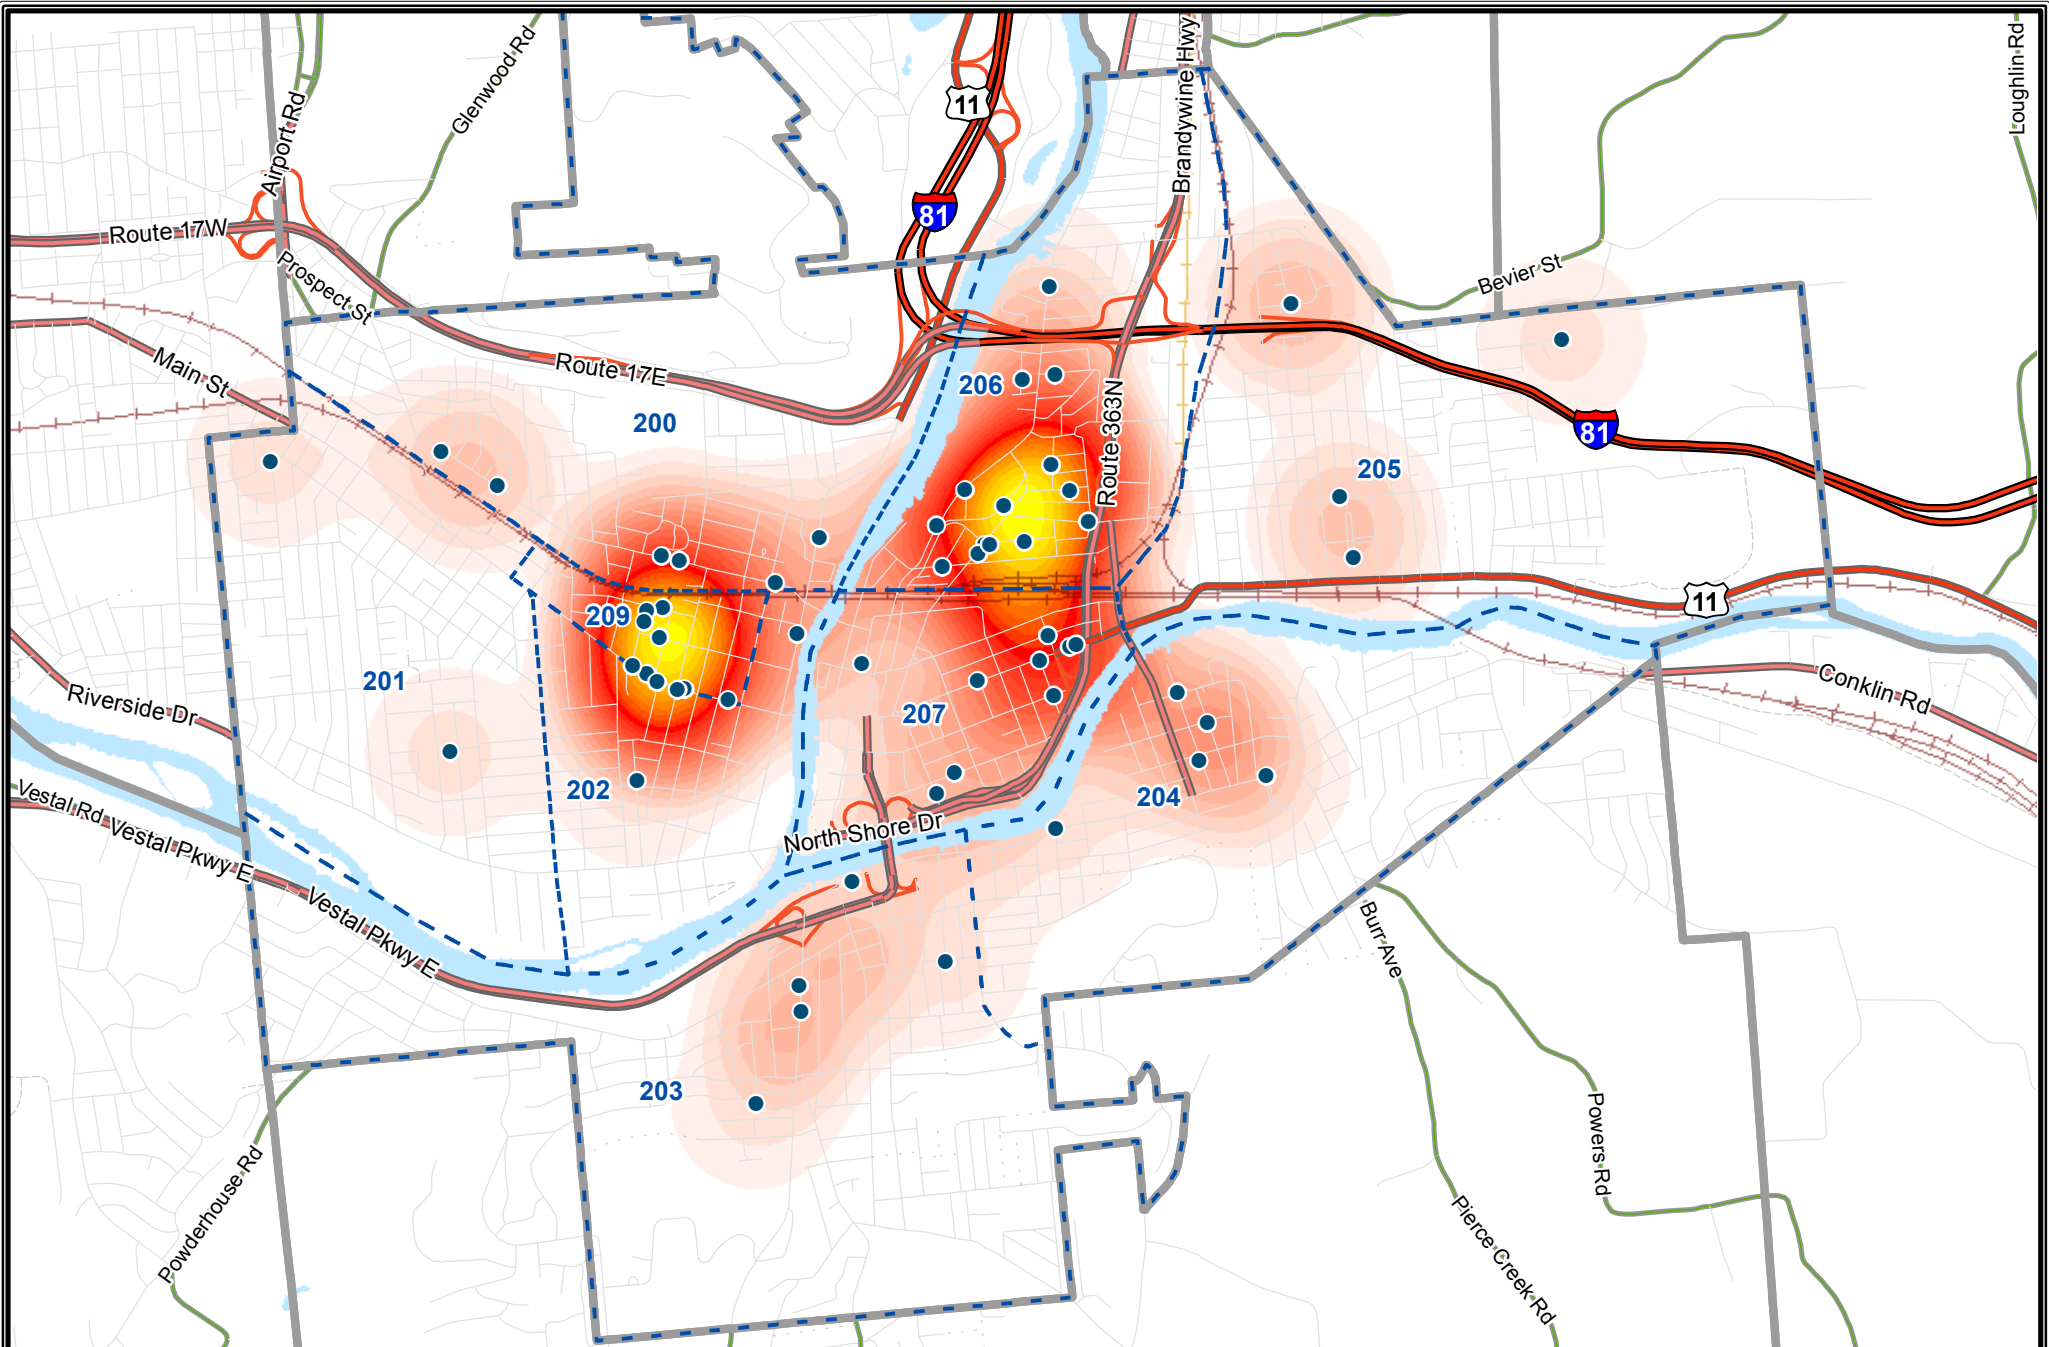 Glenwood Rd
Airport Rd
Brandywine Hwy
Loughlin Rd
11
81
Route 17W
Prospect St
Bevier St
Main St
Route 17E
206
200
Route 363N
81
205
209
11
201
Riverside Dr
207
Conklin Rd
202
204
Vestal Rd
Vestal Pkwy E
North Shore Dr
Vestal Pkwy E
Burr Ave
203
Powers Rd
Powderhouse Rd
Pierce Creek Rd